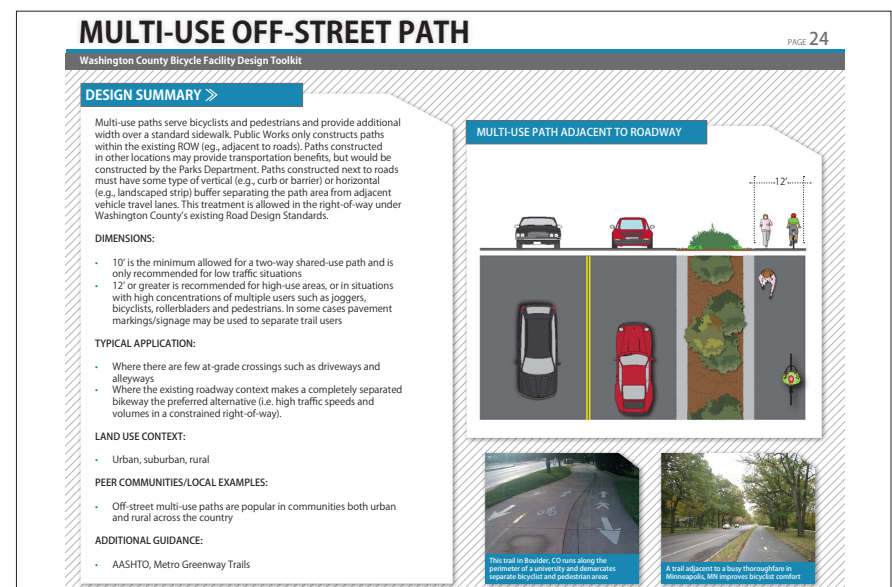 MULTI-USE OFF-STREET PATH
PAGE 24
Washington County Bicycle Facility Design Toolkit
DESIGN SUMMARY >>
Multi-use paths serve bicyclists and pedestrians and provide additional
width over a standard sidewalk. Public Works only constructs paths
within the existing ROW (eg., adjacent to roads). Paths constructed
in other locations may provide transportation benefits, but would be
constructed by the Parks Department. Paths constructed next to roads
must have some type of vertical (e.g., curb or barrier) or horizontal
(e.g., landscaped strip) buffer separating the path area from adjacent
vehicle travel lanes. This treatment is allowed in the right-of-way under
Washington County's existing Road Design Standards.
DIMENSIONS:
• 10' is the minimum allowed for a two-way shared-use path and is
only recommended for low traffic situations
• 12' or greater is recommended for high-use areas, or in situations
with high concentrations of multiple users such as joggers,
bicyclists, rollerbladers and pedestrians. In some cases pavement
markings/signage may be used to separate trail users
TYPICAL APPLICATION:
• Where there are few at-grade crossings such as driveways and
alleyways
• Where the existing roadway context makes a completely separated
bikeway the preferred alternative (i.e. high traffic speeds and
volumes in a constrained right-of-way).
LAND USE CONTEXT:
• Urban, suburban, rural
PEER COMMUNITIES/LOCAL EXAMPLES:
• Off-street multi-use paths are popular in communities both urban
and rural across the country
ADDITIONAL GUIDANCE:
• AASHTO, Metro Greenway Trails
MULTI-USE PATH ADJACENT TO ROADWAY
12'
This trail in Boulder, CO runs along the
perimeter of a university and demarcates
separate bicyclist and pedestrian areas
A trail adjacent to a busy thoroughfare in
Minneapolis, MN improves bicyclist comfort